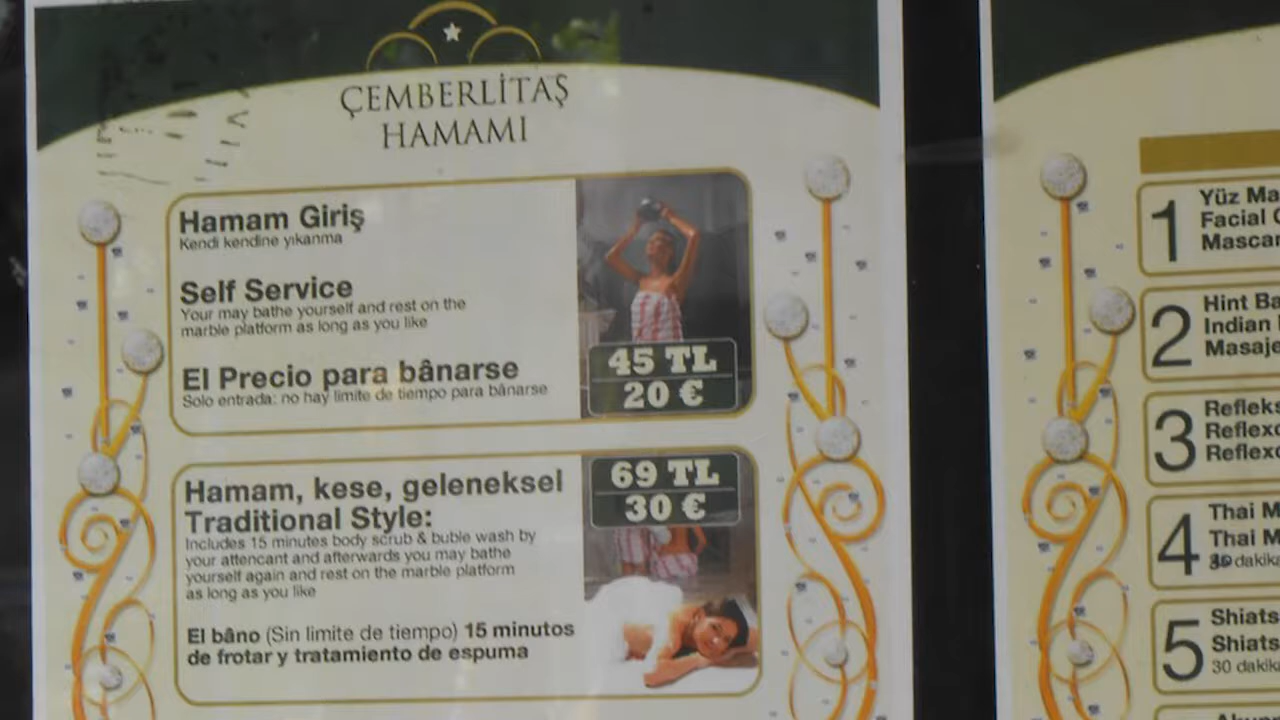 ÇEMBERLİTAŞ
HAMAMI
Hamam Giriş
Kendi kendine yıkanma
Self Service
Your may bathe yourself and rest on the
marble platform as long as you like
El Precio para bânarse
Solo entrada: no hay limite de tiempo para bânarse
45 TL
20 €
69 TL
30 €
Hamam, kese, geleneksel
Traditional Style:
Includes 15 minutes body scrub & buble wash by
your attencant and afterwards you may bathe
yourself again and rest on the marble platform
as long as you like
El bâno (Sin limite de tiempo) 15 minutos
de frotar y tratamiento de espuma
1
Yüz Ma
Facial
Mascar
2
Hint Ba
Indian
Masaje
3
Refleks
Reflexo
Reflexo
4
Thai M
Thai M
dakika
5
Shiats
Shiats
30 dakik